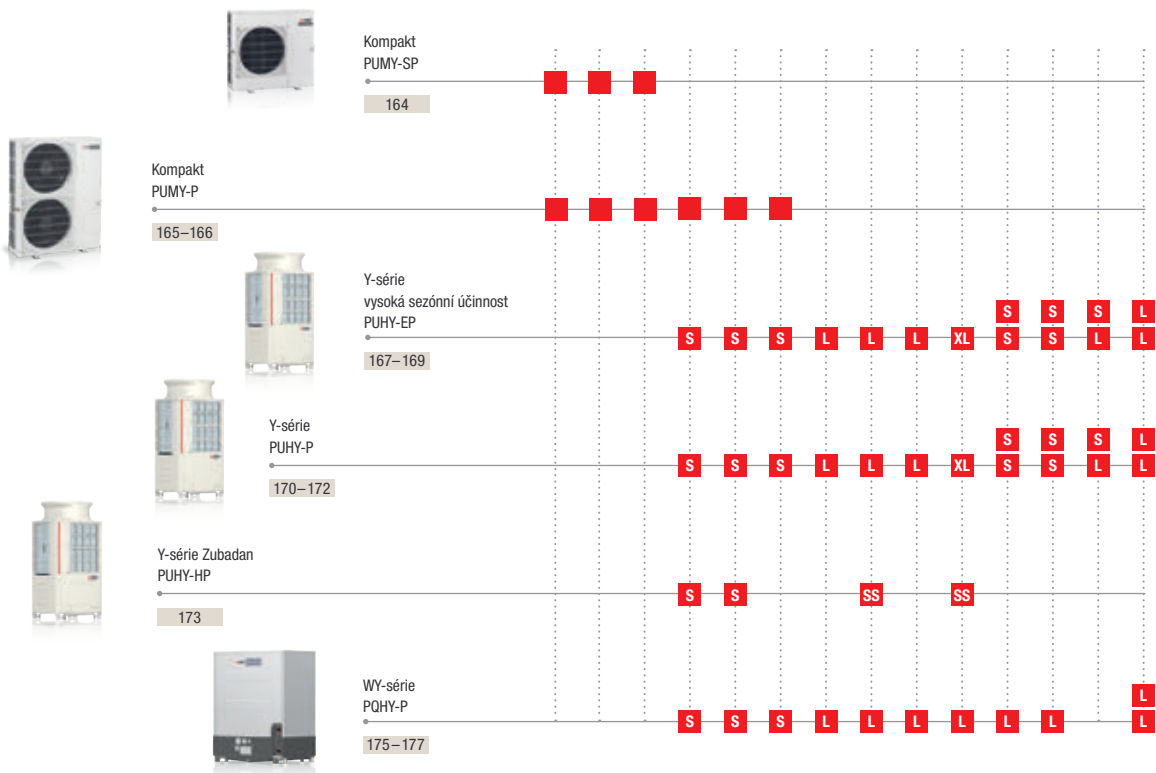 Kompakt
PUMY-SP
164
Kompakt
PUMY-P
165–166
Y-série
vysoká sezónní účinnost
PUHY-EP
S S S L
S S S L L L XL S S L L
167–169
Y-série
PUHY-P
S S S L
S S S L L L XL S S L L
170–172
Y-série Zubadan
PUHY-HP
S S SS SS
173
WY-série
PQHY-P
L
S S S L L L L L L L
175–177